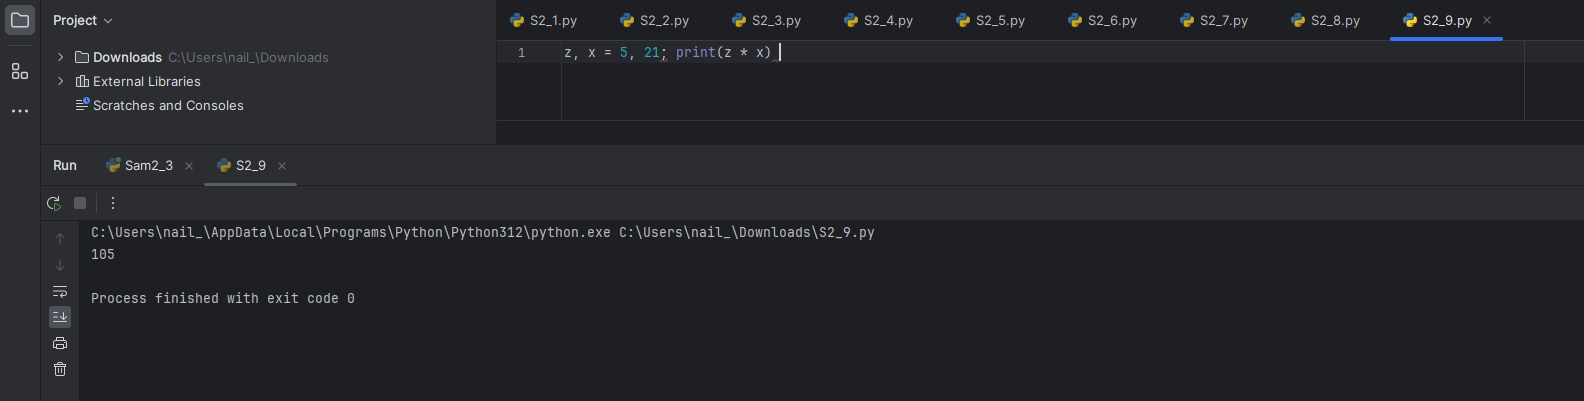 Project
S2_1.py S2_2.py S2_3.py S2_4.py S2_5.py S2_6.py S2_7.py S2_8.py S2_9.py
Downloads C:\Users\nail_\Downloads
External Libraries
Scratches and Consoles
1 z, x = 5, 21; print(z * x)
Run Sam2_3 S2_9
C:\Users\nail_\AppData\Local\Programs\Python\Python312\python.exe C:\Users\nail_\Downloads\S2_9.py
105
Process finished with exit code 0